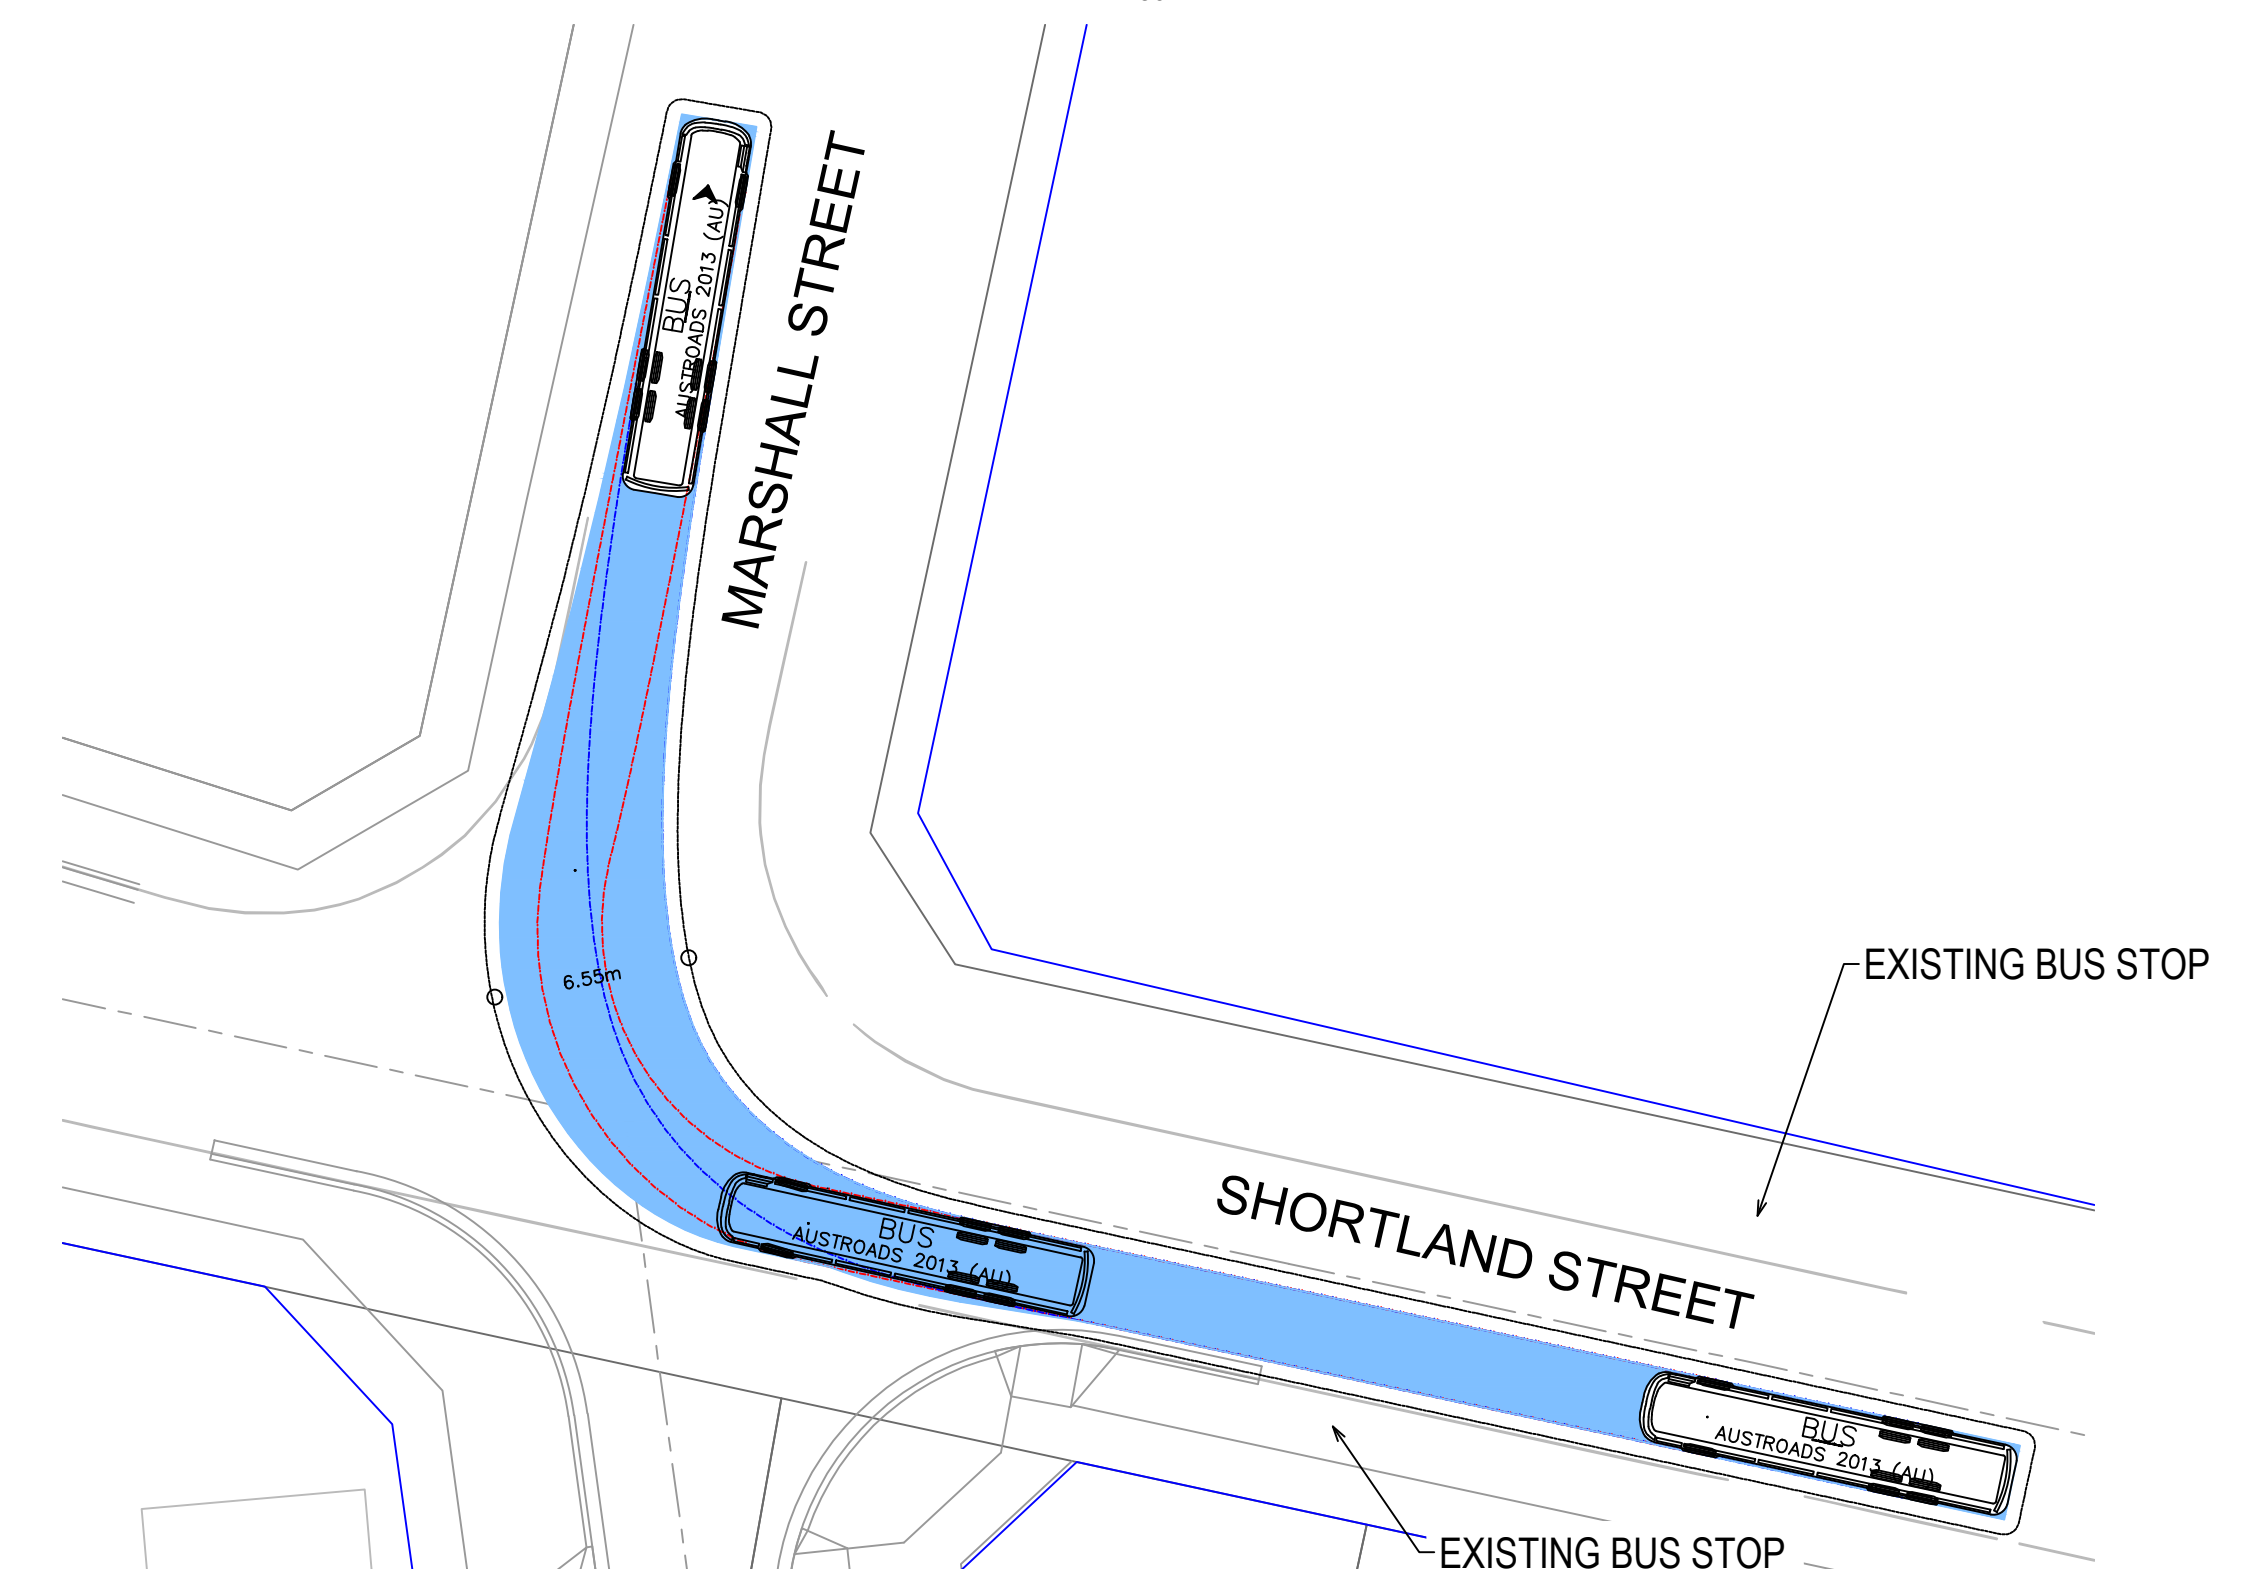 MARSHALL STREET
BUS
AUSTROADS 2013 (AU)
EXISTING BUS STOP
6.55m
SHORTLAND STREET
BUS
AUSTROADS 2013 (AU)
BUS
AUSTROADS 2013 (AU)
EXISTING BUS STOP